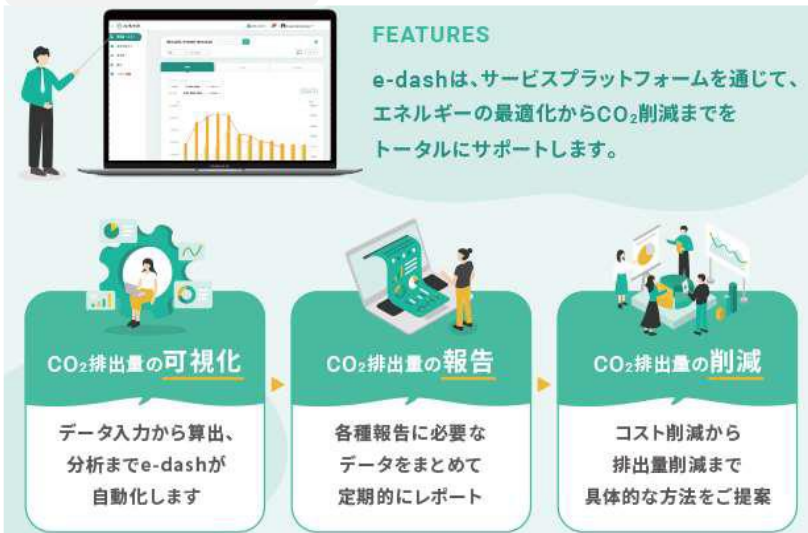 FEATURES
e-dashは、サービスプラットフォームを通じて、
エネルギーの最適化からCO₂削減までを
トータルにサポートします。
CO₂排出量の可視化
データ入力から算出、
分析までe-dashが
自動化します
CO₂排出量の報告
各種報告に必要な
データをまとめて
定期的にレポート
CO₂排出量の削減
コスト削減から
排出量削減まで
具体的な方法をご提案